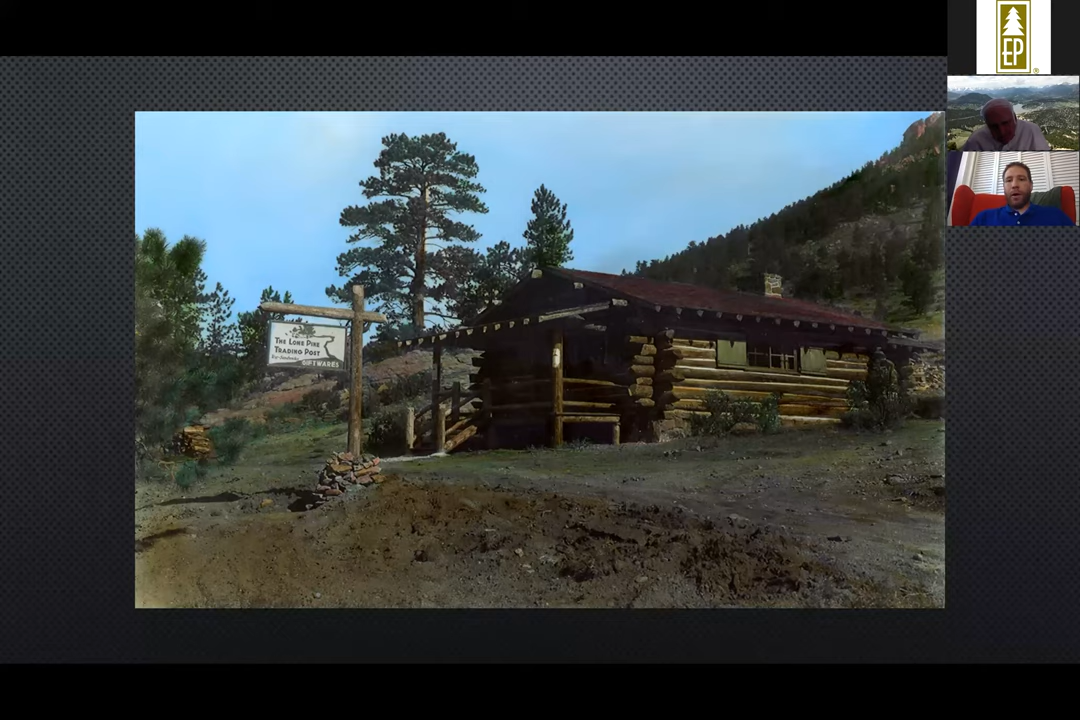 EP
®
THE LONE PINE
TRADING POST
GIFTWARES